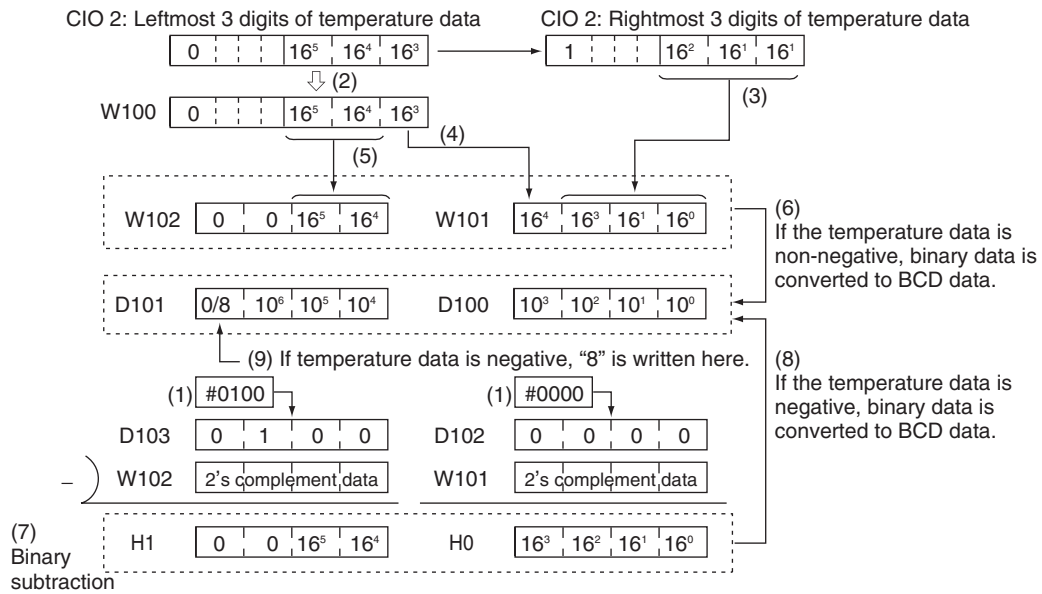 CIO 2: Leftmost 3 digits of temperature data
CIO 2: Rightmost 3 digits of temperature data
0 16⁵ 16⁴ 16³
1 16² 16¹ 16¹
(2)
(3)
W100 0 16⁵ 16⁴ 16³
(4)
(5)
W102 0 0 16⁵ 16⁴
W101 16⁴ 16³ 16¹ 16⁰
(6)
If the temperature data is
non-negative, binary data is
converted to BCD data.
D101 0/8 10⁶ 10⁵ 10⁴
D100 10³ 10² 10¹ 10⁰
(9) If temperature data is negative, “8” is written here.
(8)
If the temperature data is
negative, binary data is
converted to BCD data.
(1) #0100
(1) #0000
D103 0 1 0 0
D102 0 0 0 0
– W102 2's complement data
W101 2's complement data
(7)
Binary
subtraction
H1 0 0 16⁵ 16⁴
H0 16³ 16² 16¹ 16⁰